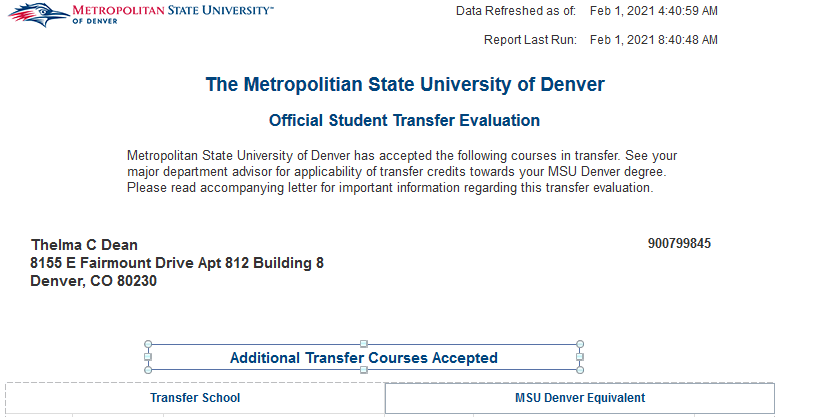 METROPOLITAN STATE UNIVERSITY™
OF DENVER
Data Refreshed as of: Feb 1, 2021 4:40:59 AM
Report Last Run: Feb 1, 2021 8:40:48 AM
The Metropolitian State University of Denver
Official Student Transfer Evaluation
Metropolitan State University of Denver has accepted the following courses in transfer. See your
major department advisor for applicability of transfer credits towards your MSU Denver degree.
Please read accompanying letter for important information regarding this transfer evaluation.
Thelma C Dean 900799845
8155 E Fairmount Drive Apt 812 Building 8
Denver, CO 80230
Additional Transfer Courses Accepted
Transfer School MSU Denver Equivalent